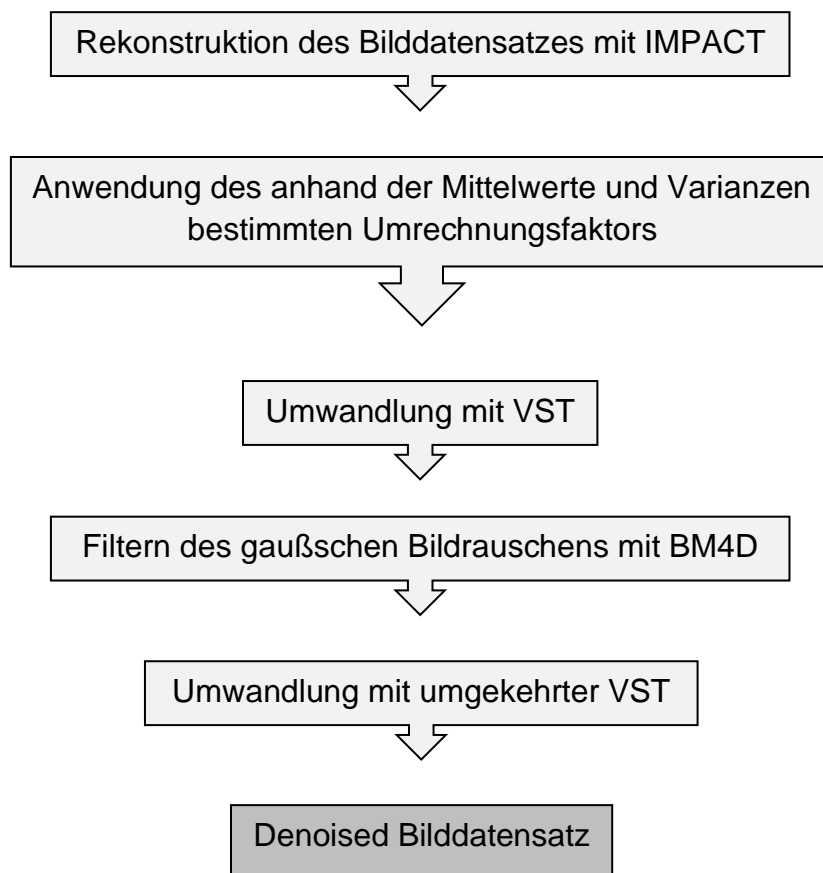 Rekonstruktion des Bilddatensatzes mit IMPACT
Anwendung des anhand der Mittelwerte und Varianzen
bestimmten Umrechnungsfaktors
Umwandlung mit VST
Filtern des gaußschen Bildrauschens mit BM4D
Umwandlung mit umgekehrter VST
Denoised Bilddatensatz